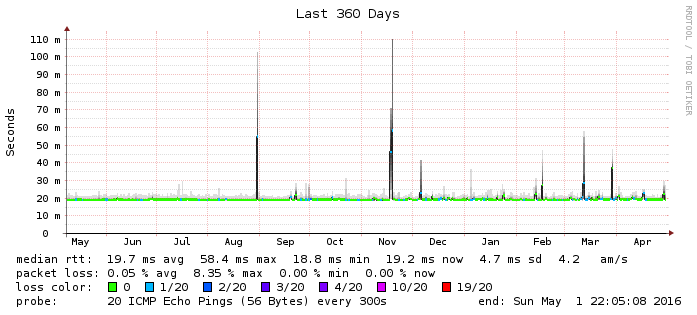 Last 360 Days
RRDTOOL / TOBI OETIKER
Seconds
110 m
100 m
90 m
80 m
70 m
60 m
50 m
40 m
30 m
20 m
10 m
0
May Jun Jul Aug Sep Oct Nov Dec Jan Feb Mar Apr
median rtt: 19.7 ms avg 58.4 ms max 18.8 ms min 19.2 ms now 4.7 ms sd 4.2 am/s
packet loss: 0.05 % avg 8.35 % max 0.00 % min 0.00 % now
loss color: 0 1/20 2/20 3/20 4/20 10/20 19/20
probe: 20 ICMP Echo Pings (56 Bytes) every 300s end: Sun May 1 22:05:08 2016